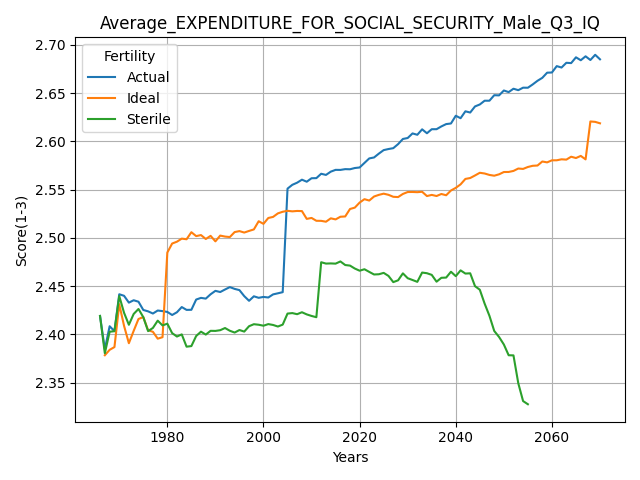 Average_EXPENDITURE_FOR_SOCIAL_SECURITY_Male_Q3_IQ
Fertility
Actual
Ideal
Sterile
Score(1-3)
2.70
2.65
2.60
2.55
2.50
2.45
2.40
2.35
1980 2000 2020 2040 2060
Years